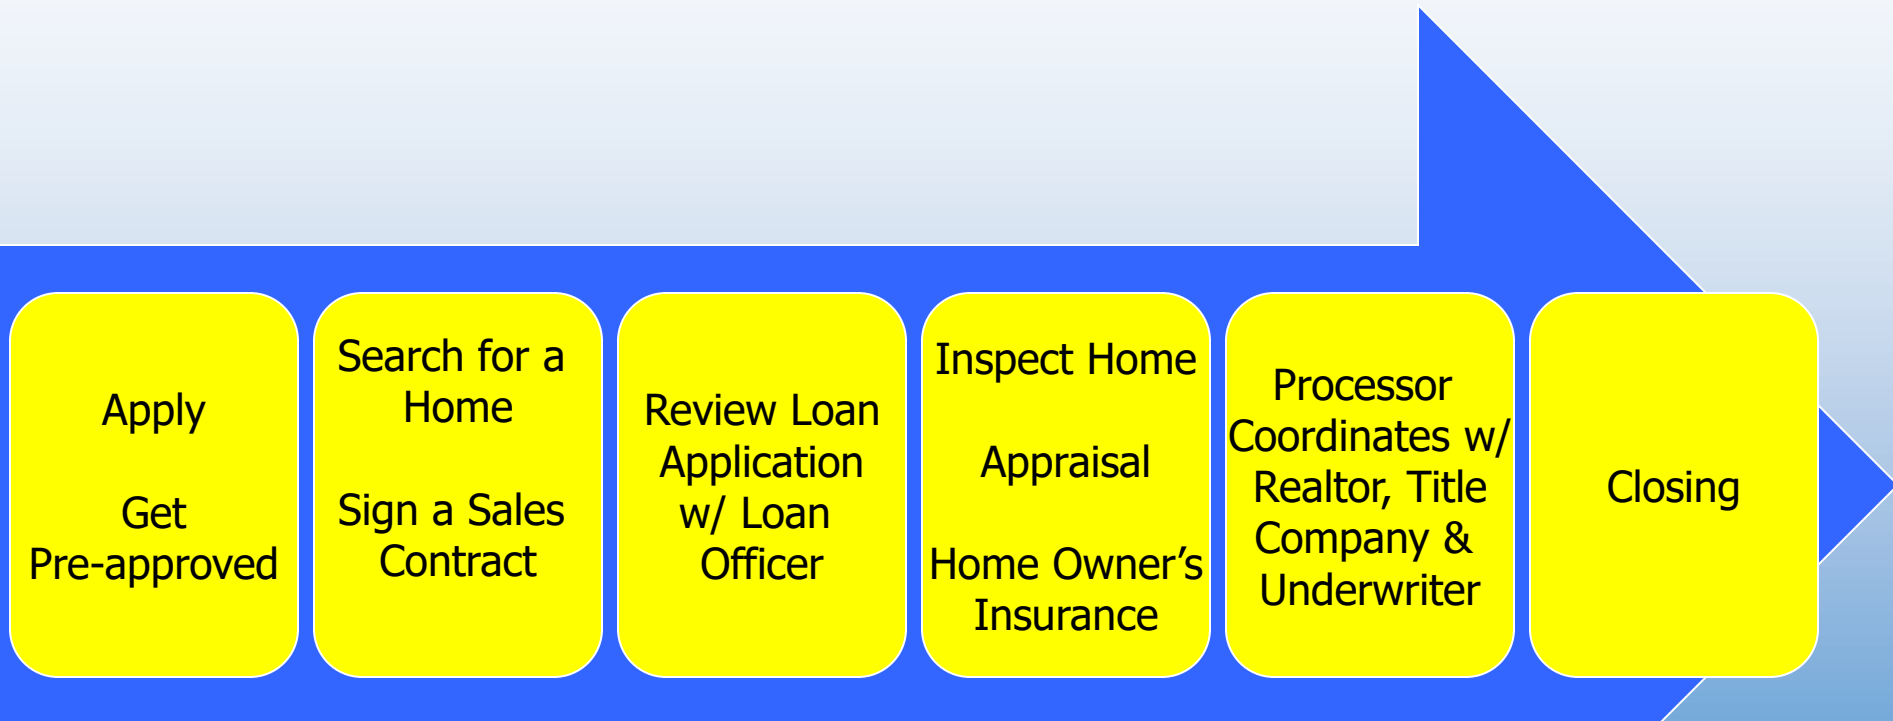 Apply
Get
Pre-approved
Search for a
Home
Sign a Sales
Contract
Review Loan
Application
w/ Loan
Officer
Inspect Home
Appraisal
Home Owner’s
Insurance
Processor
Coordinates w/
Realtor, Title
Company &
Underwriter
Closing